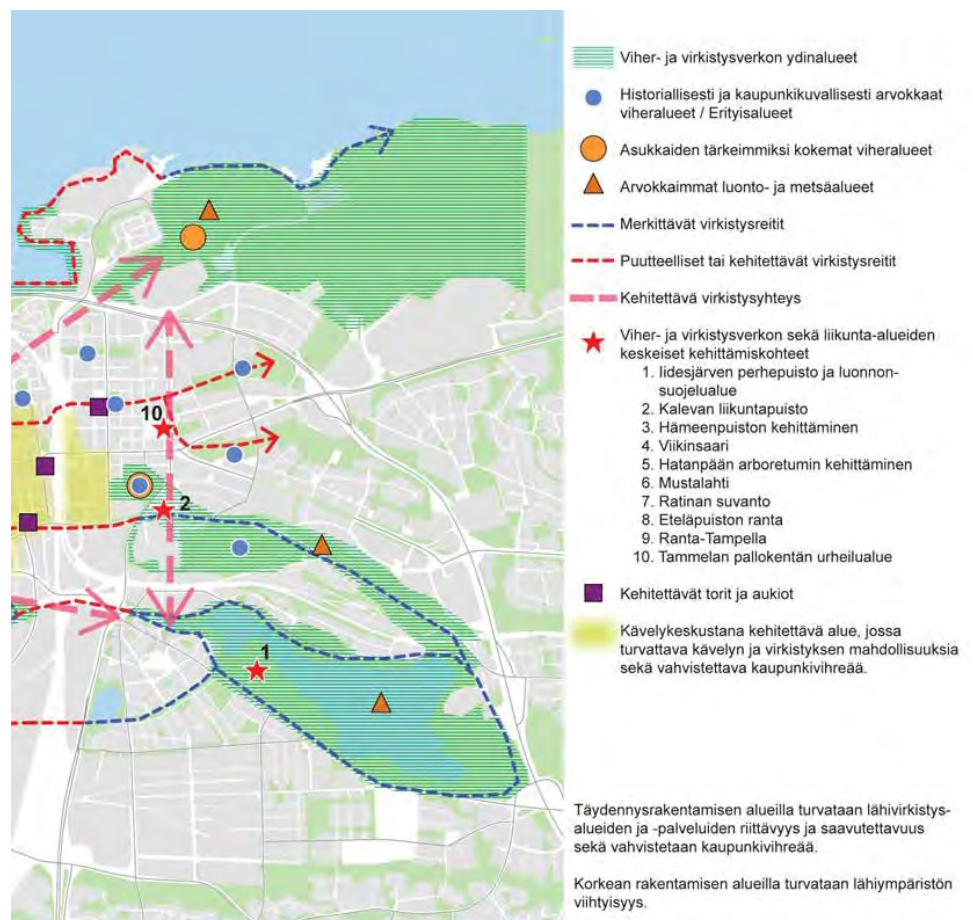 Viher- ja virkistysverkon ydinalueet
Historiallisesti ja kaupunkikuvallisesti arvokkaat
viheralueet / Erityisalueet
Asukkaiden tärkeimmiksi kokemat viheralueet
Arvokkaimmat luonto- ja metsäalueet
Merkittävät virkistysreitit
Puutteelliset tai kehitettävät virkistysreitit
Kehitettävä virkistysyhteys
Viher- ja virkistysverkon sekä liikunta-alueiden
keskeiset kehittämiskohteet
1. Iidesjärven perhepuisto ja luonnon-
suojelualue
2. Kalevan liikuntapuisto
3. Hämeenpuiston kehittäminen
4. Viikinsaari
5. Hatanpään arboretumin kehittäminen
6. Mustalahti
7. Ratinan suvanto
8. Eteläpuiston ranta
9. Ranta-Tampella
10. Tammelan pallokentän urheilualue
Kehitettävät torit ja aukiot
Kävelykeskustana kehitettävä alue, jossa
turvattava kävelyn ja virkistyksen mahdollisuuksia
sekä vahvistettava kaupunkivihreää.
Täydennysrakentamisen alueilla turvataan lähivirkistys-
alueiden ja -palveluiden riittävyys ja saavutettavuus
sekä vahvistetaan kaupunkivihreää.
Korkean rakentamisen alueilla turvataan lähiympäristön
viihtyisyys.
10
2
1